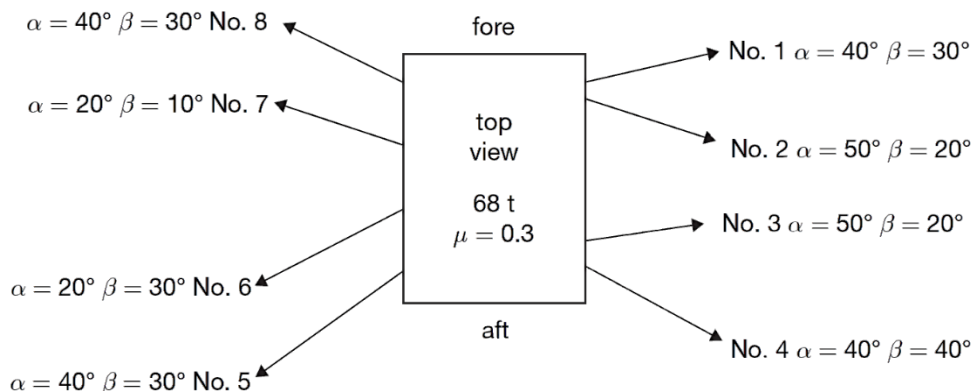 α = 40° β = 30° No. 8
fore
No. 1 α = 40° β = 30°
α = 20° β = 10° No. 7
top
view
No. 2 α = 50° β = 20°
68 t
μ = 0.3
No. 3 α = 50° β = 20°
α = 20° β = 30° No. 6
aft
No. 4 α = 40° β = 40°
α = 40° β = 30° No. 5